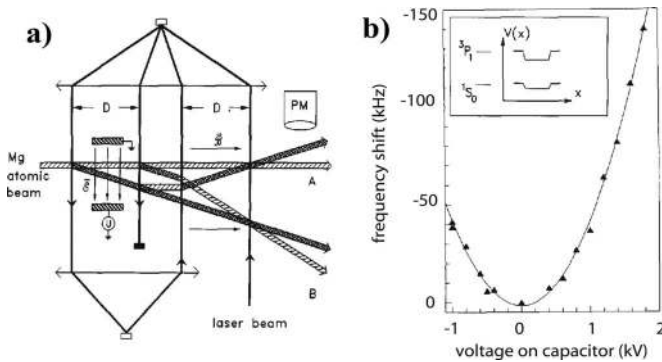 a)
D
D
PM
Mg
atomic
beam
A
B
laser beam
b)
frequency shift (kHz)
-150
-100
-50
0
V(x)
³P₁
¹S₀
x
-1
0
1
2
voltage on capacitor (kV)